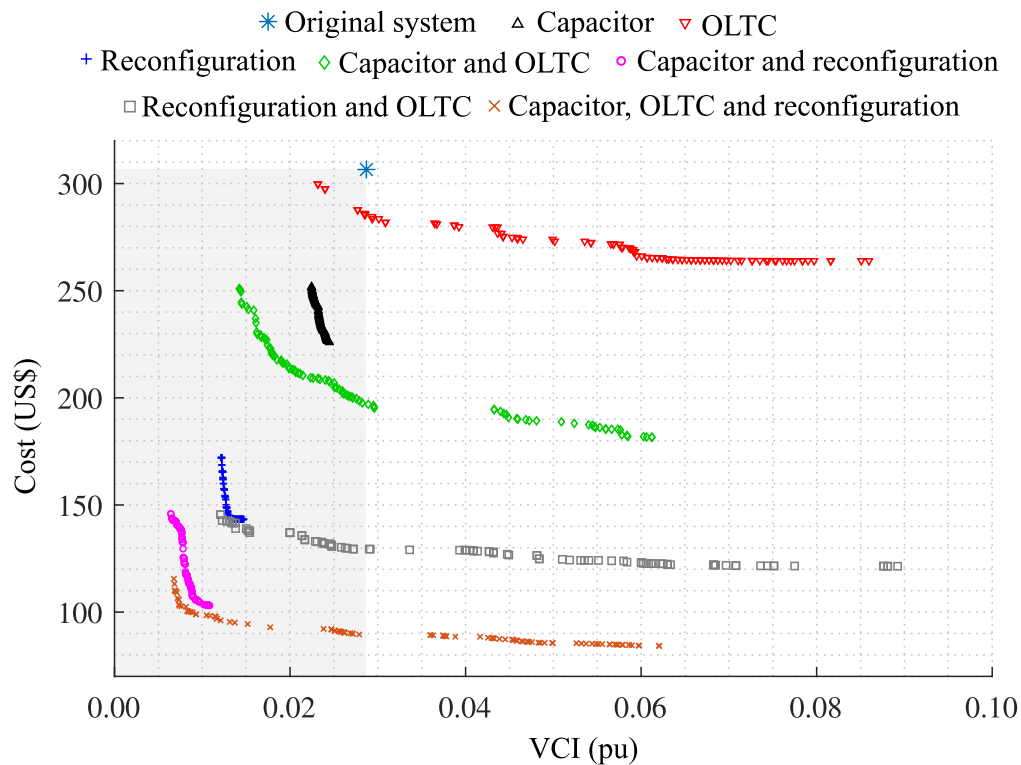 Original system Capacitor OLTC
Reconfiguration Capacitor and OLTC Capacitor and reconfiguration
Reconfiguration and OLTC Capacitor, OLTC and reconfiguration
300
250
200
150
100
Cost (US$)
0.00 0.02 0.04 0.06 0.08 0.10
VCI (pu)